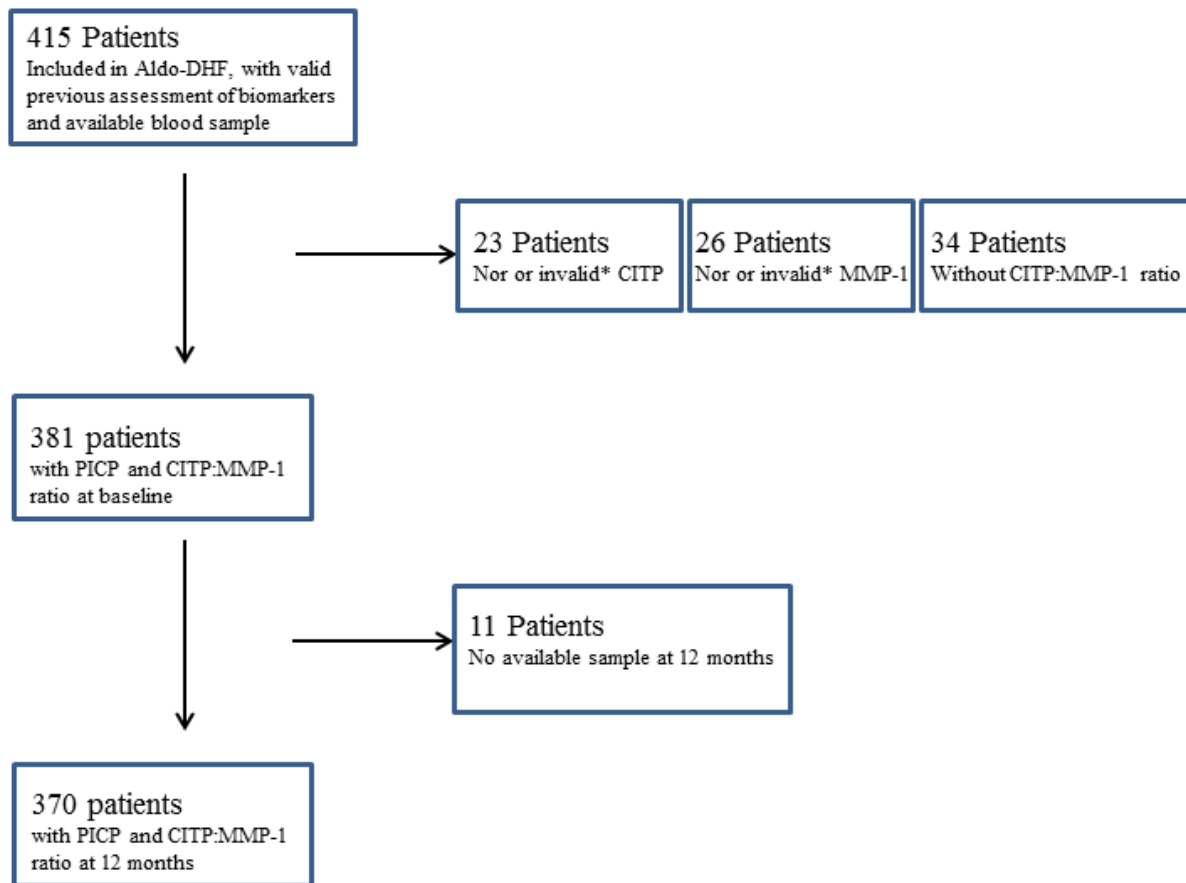 415 Patients
Included in Aldo-DHF, with valid
previous assessment of biomarkers
and available blood sample
23 Patients
Nor or invalid* CITP
26 Patients
Nor or invalid* MMP-1
34 Patients
Without CITP:MMP-1 ratio
381 patients
with PICP and CITP:MMP-1
ratio at baseline
11 Patients
No available sample at 12 months
370 patients
with PICP and CITP:MMP-1
ratio at 12 months